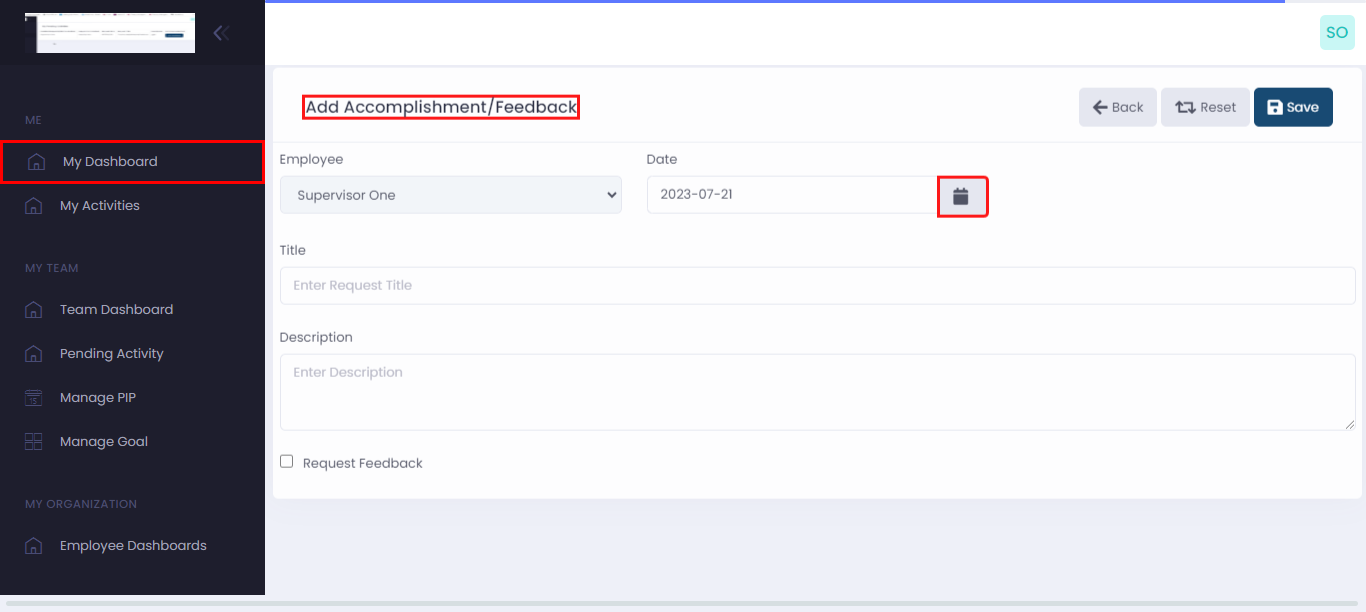 SO
ME
My Dashboard
My Activities
MY TEAM
Team Dashboard
Pending Activity
Manage PIP
Manage Goal
MY ORGANIZATION
Employee Dashboards
Add Accomplishment/Feedback
Back
Reset
Save
Employee
Date
Supervisor One
2023-07-21
Title
Enter Request Title
Description
Enter Description
Request Feedback